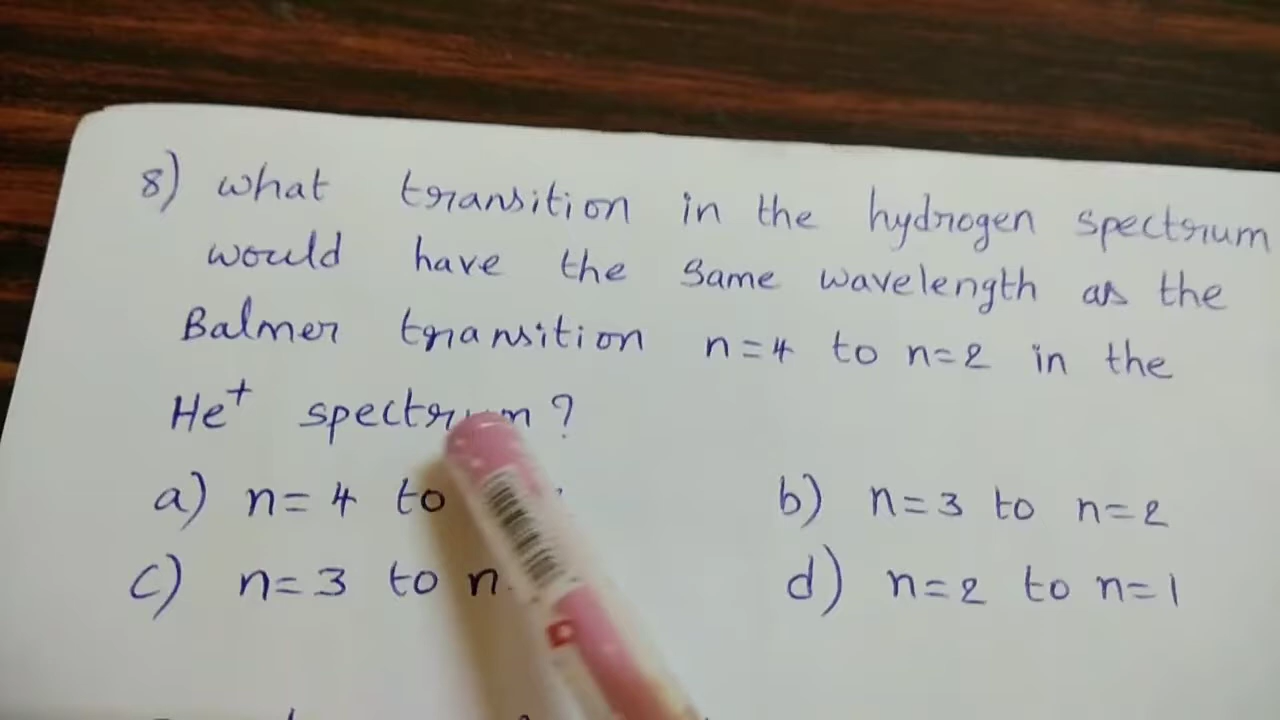 8) what transition in the hydrogen spectrum
would have the same wavelength as the
Balmer transition n=4 to n=2 in the
He+ spectrum?
a) n=4 to
b) n=3 to n=2
c) n=3 to n
d) n=2 to n=1